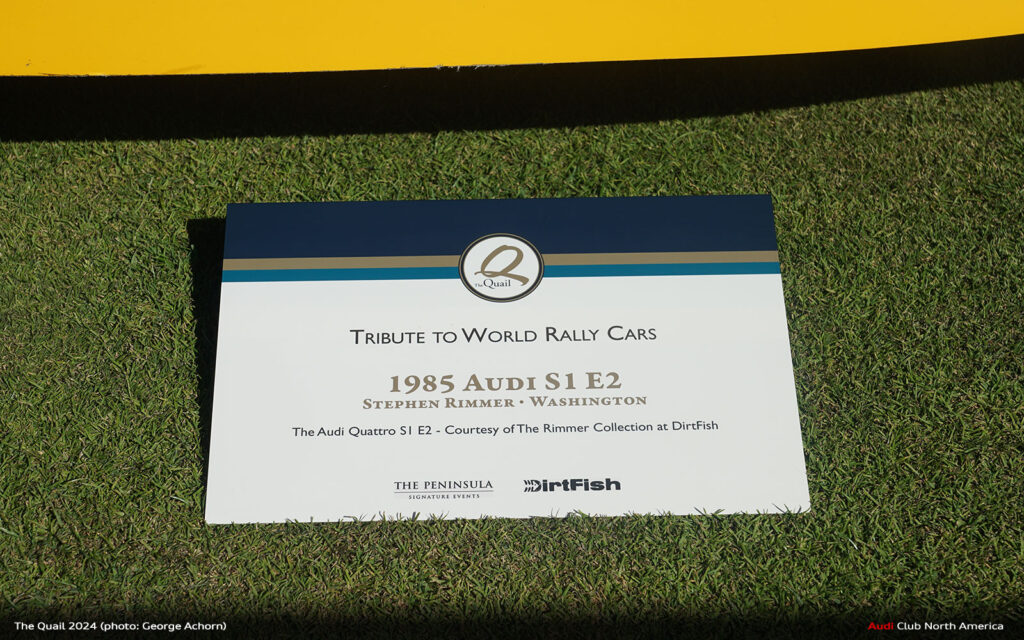 Q
The Quail
TRIBUTE TO WORLD RALLY CARS
1985 AUDI S1 E2
STEPHEN RIMMER • WASHINGTON
The Audi Quattro S1 E2 - Courtesy of The Rimmer Collection at DirtFish
THE PENINSULA
SIGNATURE EVENTS
DirtFish
The Quail 2024 (photo: George Achorn)
Audi Club North America